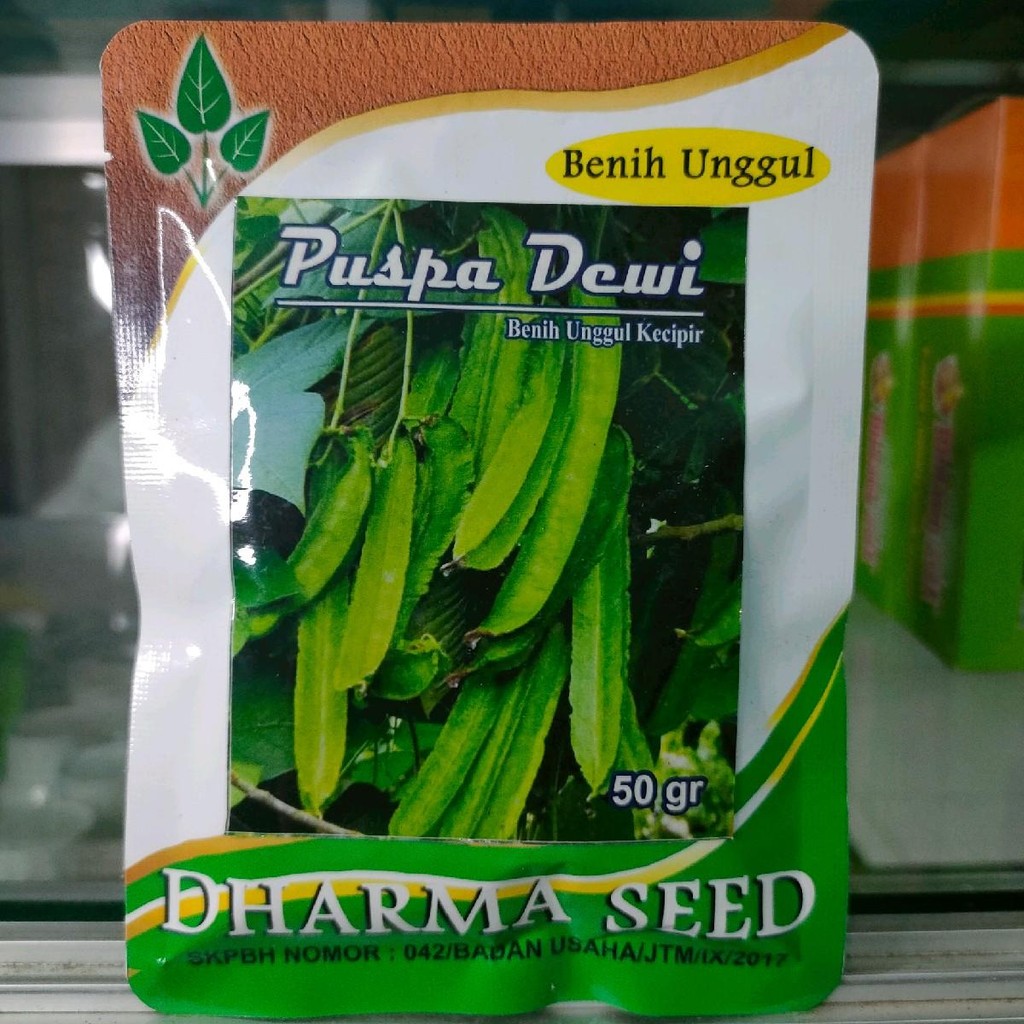 Benih Unggul
Puspa Dewi
Benih Unggul Kecipir
50 gr
DHARMA SEED
SKPBH NOMOR : 042/BADAN USAHA/JTM/IX/2017